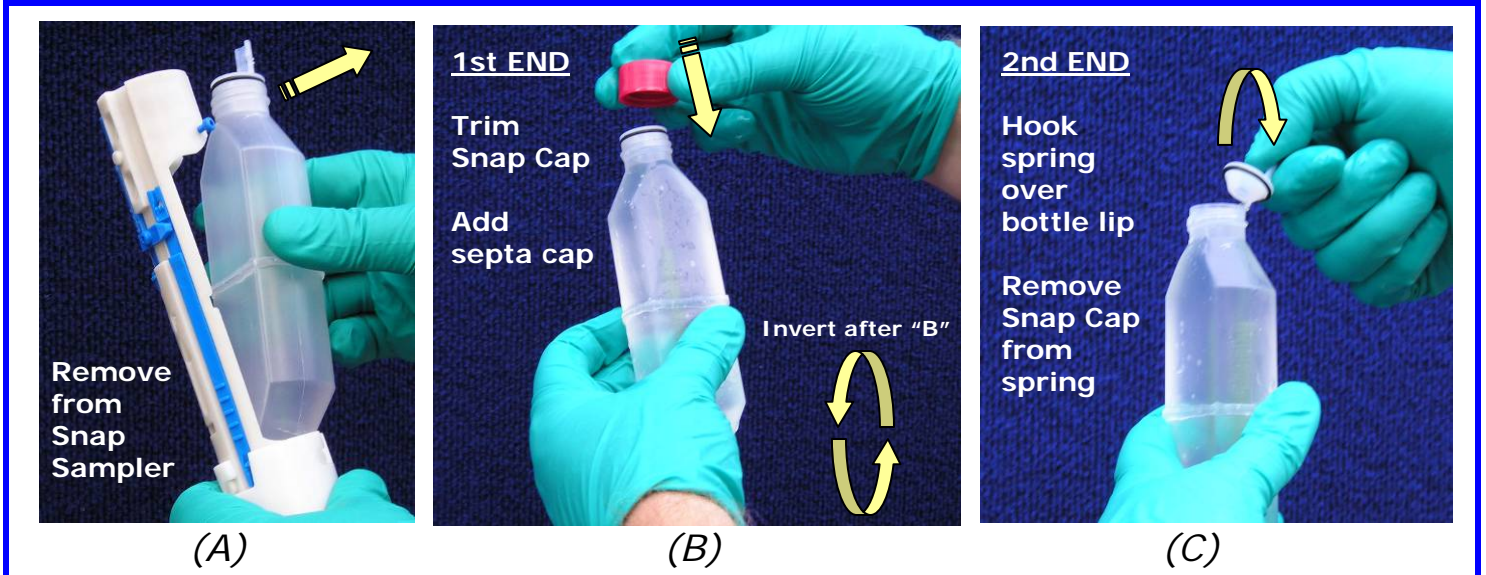 Remove
from
Snap
Sampler
(A)
1st END
Trim
Snap Cap
Add
septa cap
Invert after “B”
(B)
2nd END
Hook
spring
over
bottle lip
Remove
Snap Cap
from
spring
(C)